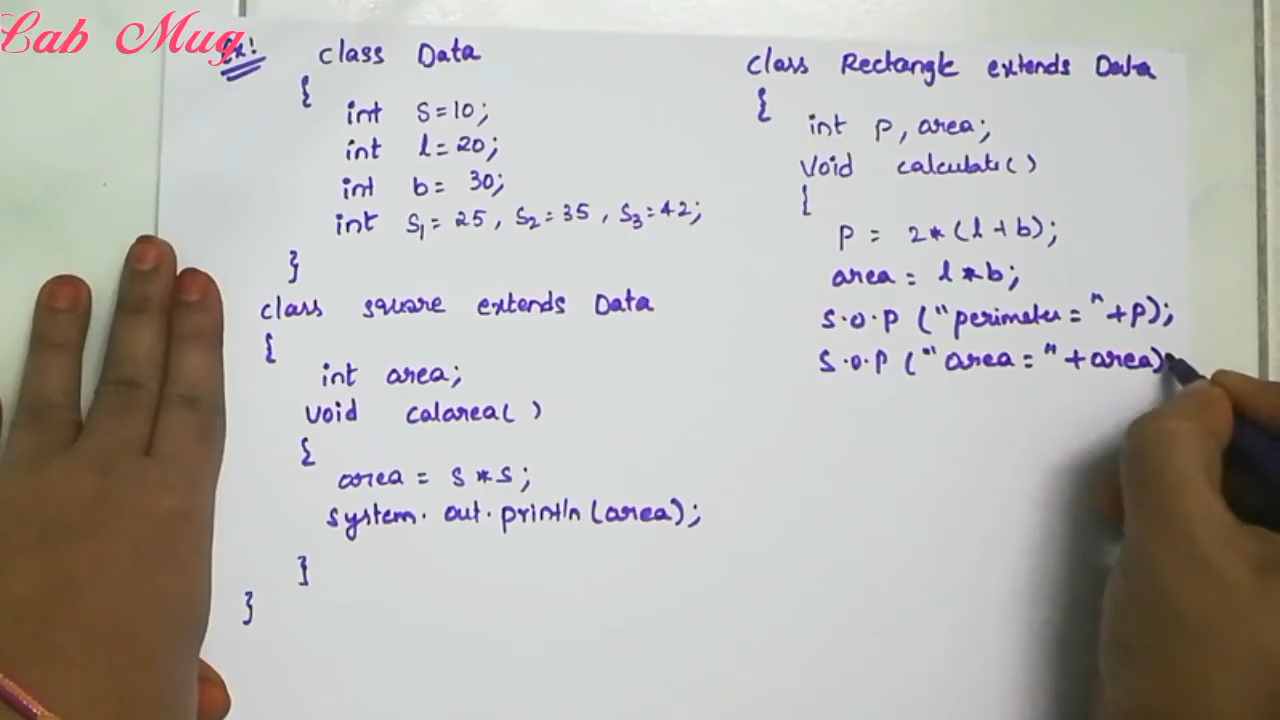 Lab Mug
Ex!
class Data
{
int s=10;
int l=20;
int b= 30;
int S1= 25, S2=35, S3=42;
}
class square extends Data
{
int area;
void calarea( )
{
area = s*s;
system. out. println (area);
}
}
class Rectangle extends Data
{
int p, area;
void calculate()
{
p = 2*(l+b);
area = l*b;
S.O.P ("perimeter="+p);
S.O.P (" area = " + area)